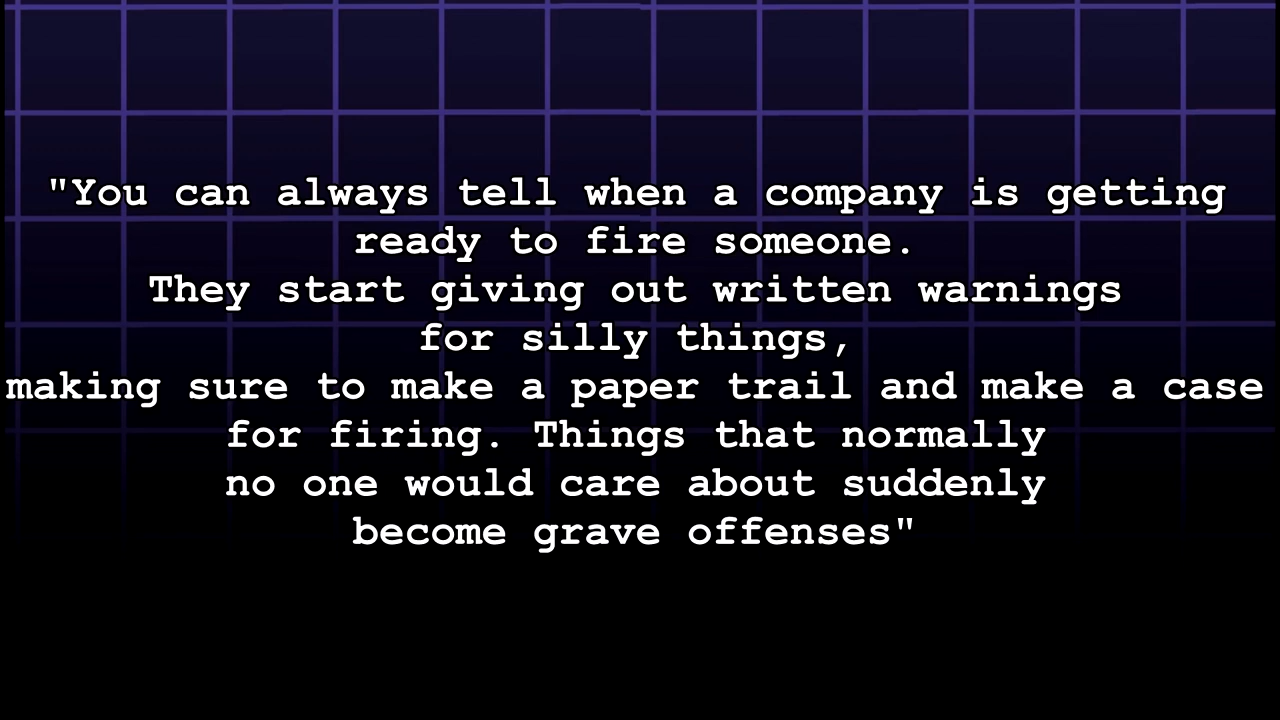 "You can always tell when a company is getting
ready to fire someone.
They start giving out written warnings
for silly things,
making sure to make a paper trail and make a case
for firing. Things that normally
no one would care about suddenly
become grave offenses"